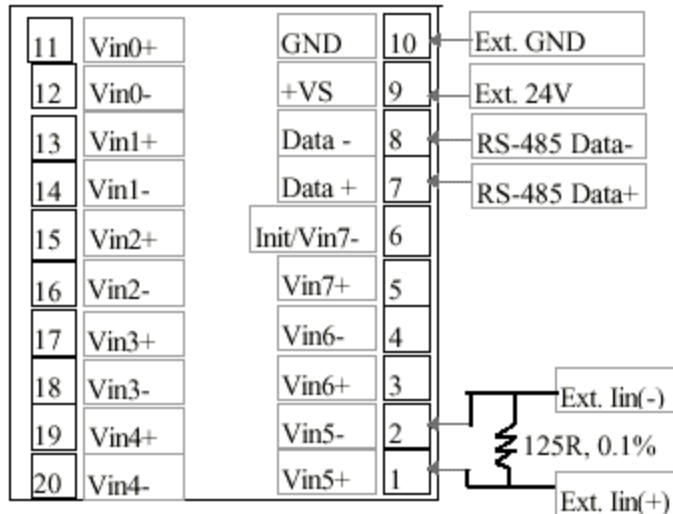 11 Vin0+ GND 10 Ext. GND
12 Vin0- +VS 9 Ext. 24V
13 Vin1+ Data - 8 RS-485 Data-
14 Vin1- Data + 7 RS-485 Data+
15 Vin2+ Init/Vin7- 6
16 Vin2- Vin7+ 5
17 Vin3+ Vin6- 4
18 Vin3- Vin6+ 3 Ext. Iin(-)
19 Vin4+ Vin5- 2 125R, 0.1%
20 Vin4- Vin5+ 1 Ext. Iin(+)